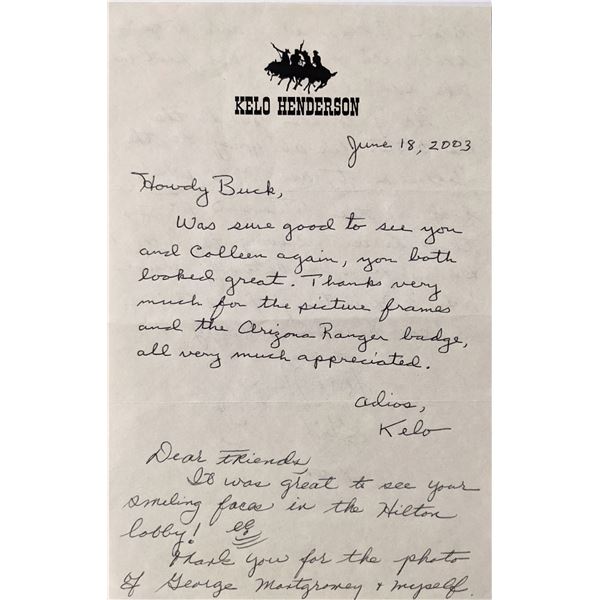 KELO HENDERSON
June 18, 2003
Howdy Buck,
Was sure good to see you
and Colleen again, you both
looked great. Thanks very
much for the picture frames
and the Arizona Ranger badge,
all very much appreciated.
adios,
Kelo
Dear Friends,
It was great to see your
smiling faces in the Hilton
lobby!
Thank you for the photo
of George Montgromey + myself.